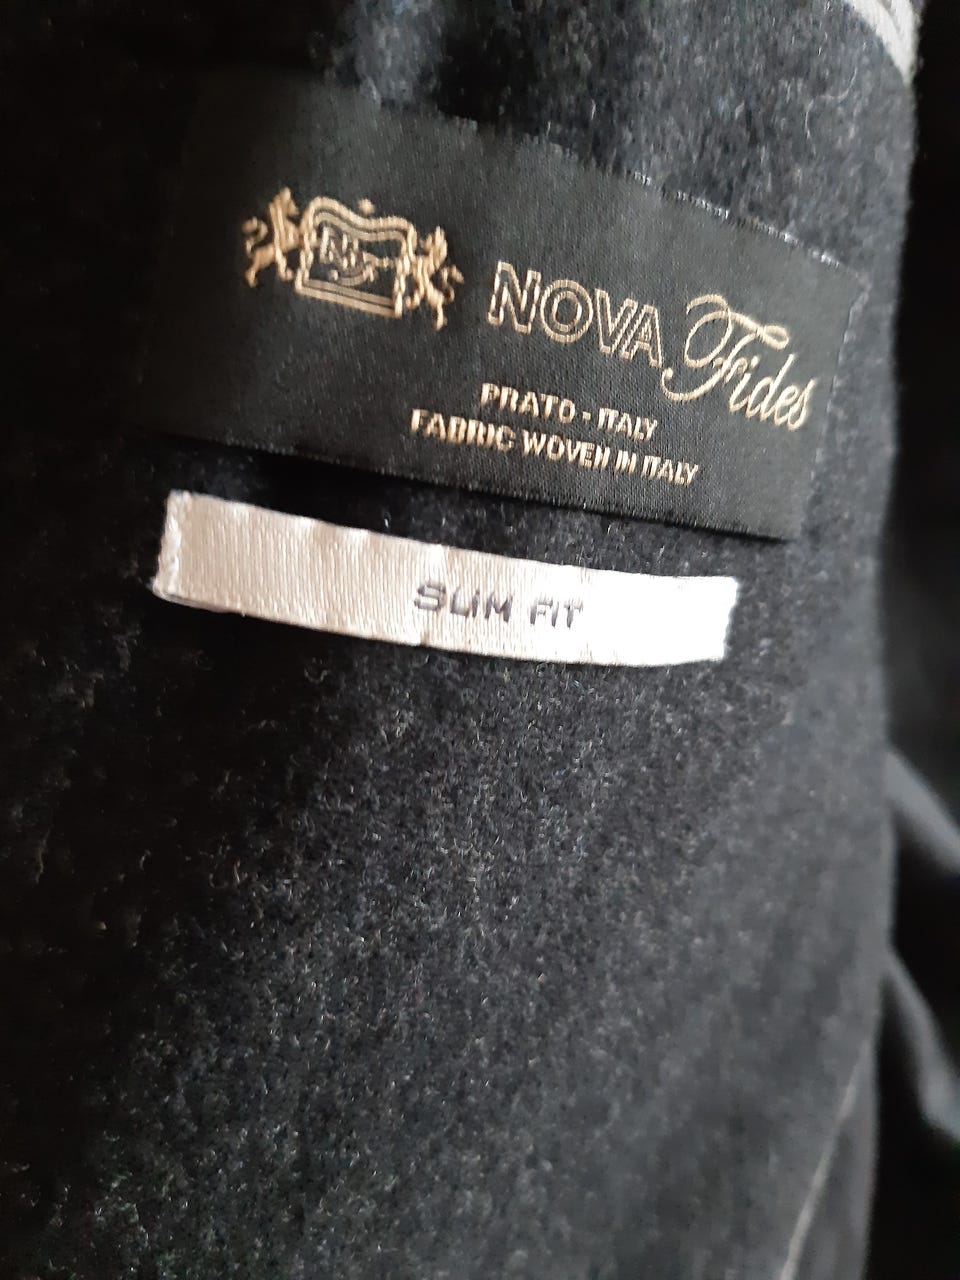 NOVA Fides
PRATO - ITALY
FABRIC WOVEN IN ITALY
SLIM FIT